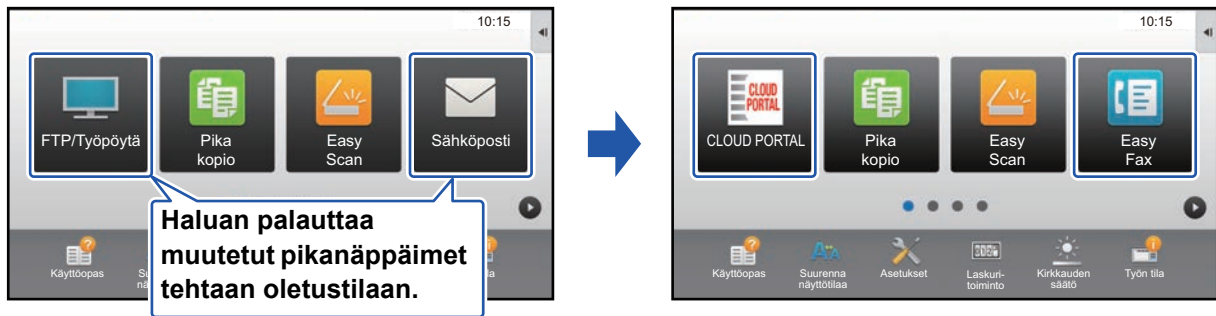 10:15
FTP/Työpöytä
Pika
kopio
Easy
Scan
Sähköposti
Haluan palauttaa
muutetut pikanäppäimet
tehtaan oletustilaan.
Käyttöopas
10:15
CLOUD
PORTAL
CLOUD PORTAL
Pika
kopio
Easy
Scan
Easy
Fax
Käyttöopas
Suurenna
näyttötilaa
Asetukset
Laskuri-
toiminto
Kirkkauden
säätö
Työn tila